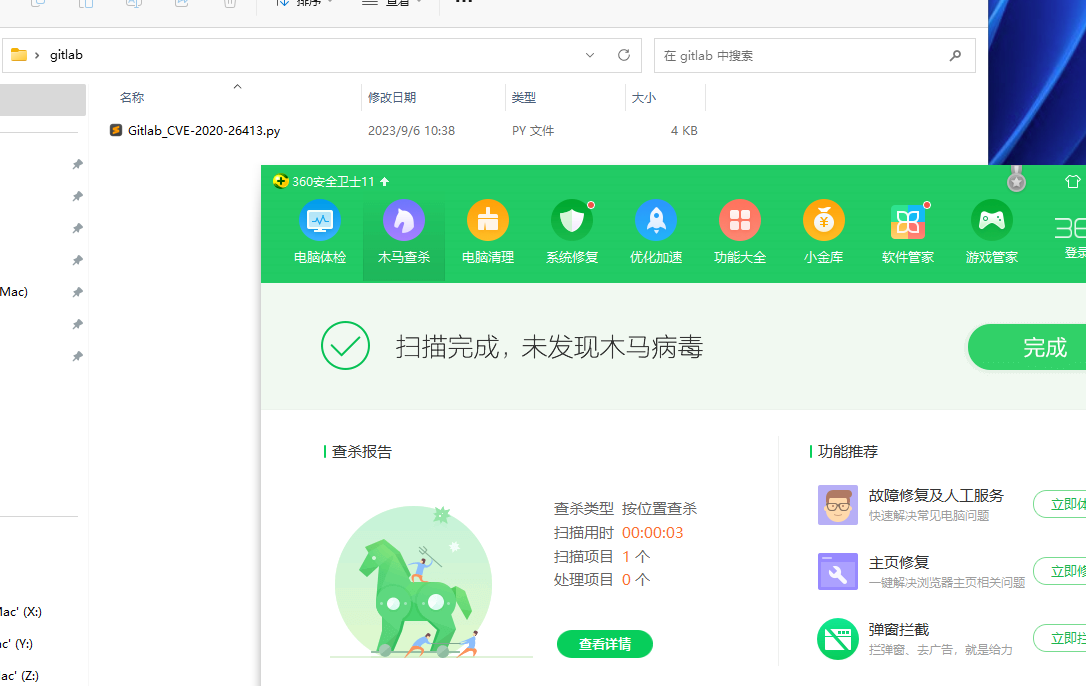 排序
查看
gitlab
在 gitlab 中搜索
名称
修改日期
类型
大小
Gitlab_CVE-2020-26413.py
2023/9/6 10:38
PY 文件
4 KB
Mac)
360安全卫士11
电脑体检
木马查杀
电脑清理
系统修复
优化加速
功能大全
小金库
软件管家
游戏管家
36
登录
扫描完成，未发现木马病毒
完成
查杀报告
功能推荐
查杀类型 按位置查杀
扫描用时 00:00:03
扫描项目 1 个
处理项目 0 个
查看详情
故障修复及人工服务
快速解决常见电脑问题
立即体
主页修复
一键解决浏览器主页相关问题
立即修
弹窗拦截
拦弹窗、去广告，就是给力
立即拦
Mac' (X:)
ac' (Y:)
ac' (Z:)